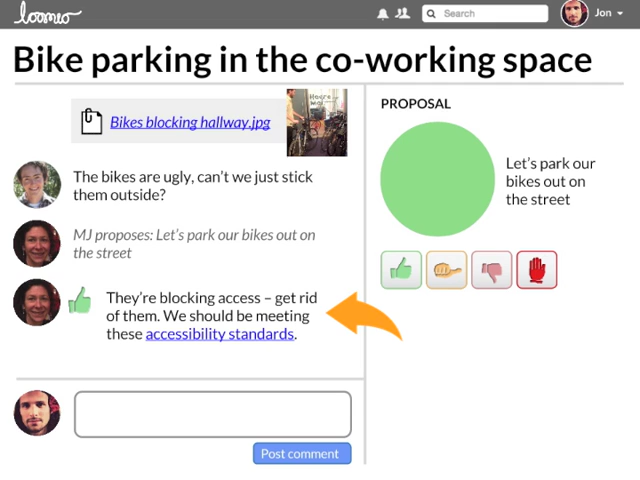 loomio
Search
Jon
Bike parking in the co-working space
Bikes blocking hallway.jpg
The bikes are ugly, can't we just stick
them outside?
MJ proposes: Let's park our bikes out on
the street
They're blocking access – get rid
of them. We should be meeting
these accessibility standards.
Post comment
PROPOSAL
Let's park our
bikes out on
the street